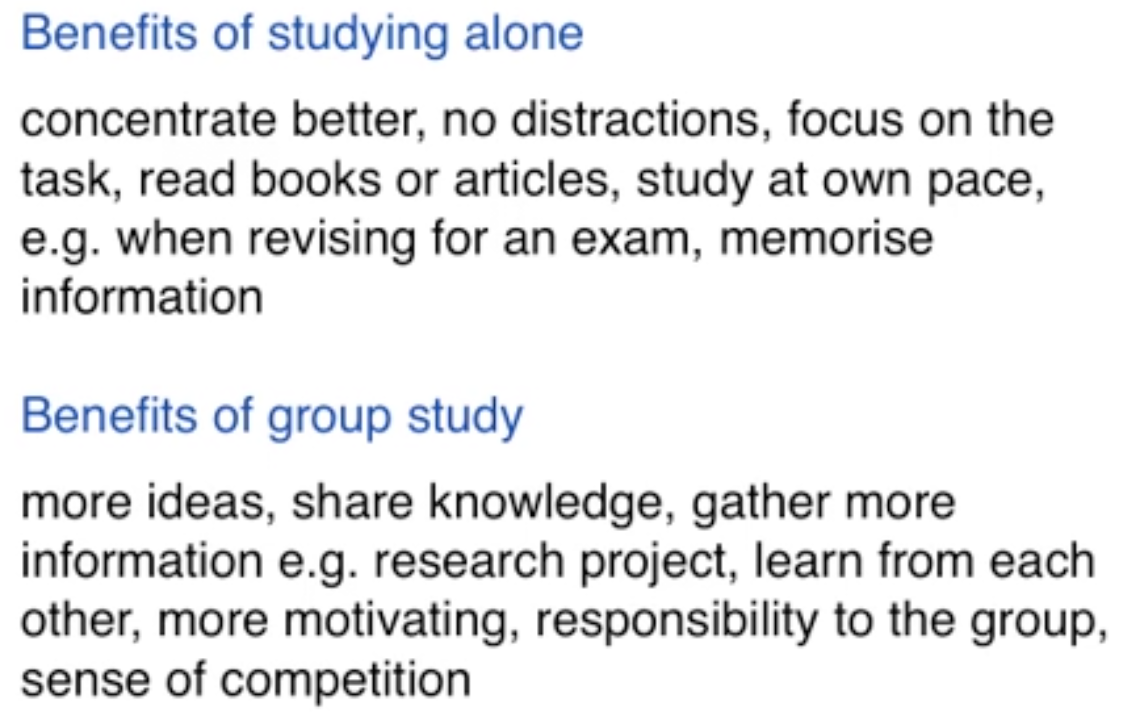 Benefits of studying alone
concentrate better, no distractions, focus on the
task, read books or articles, study at own pace,
e.g. when revising for an exam, memorise
information
Benefits of group study
more ideas, share knowledge, gather more
information e.g. research project, learn from each
other, more motivating, responsibility to the group,
sense of competition